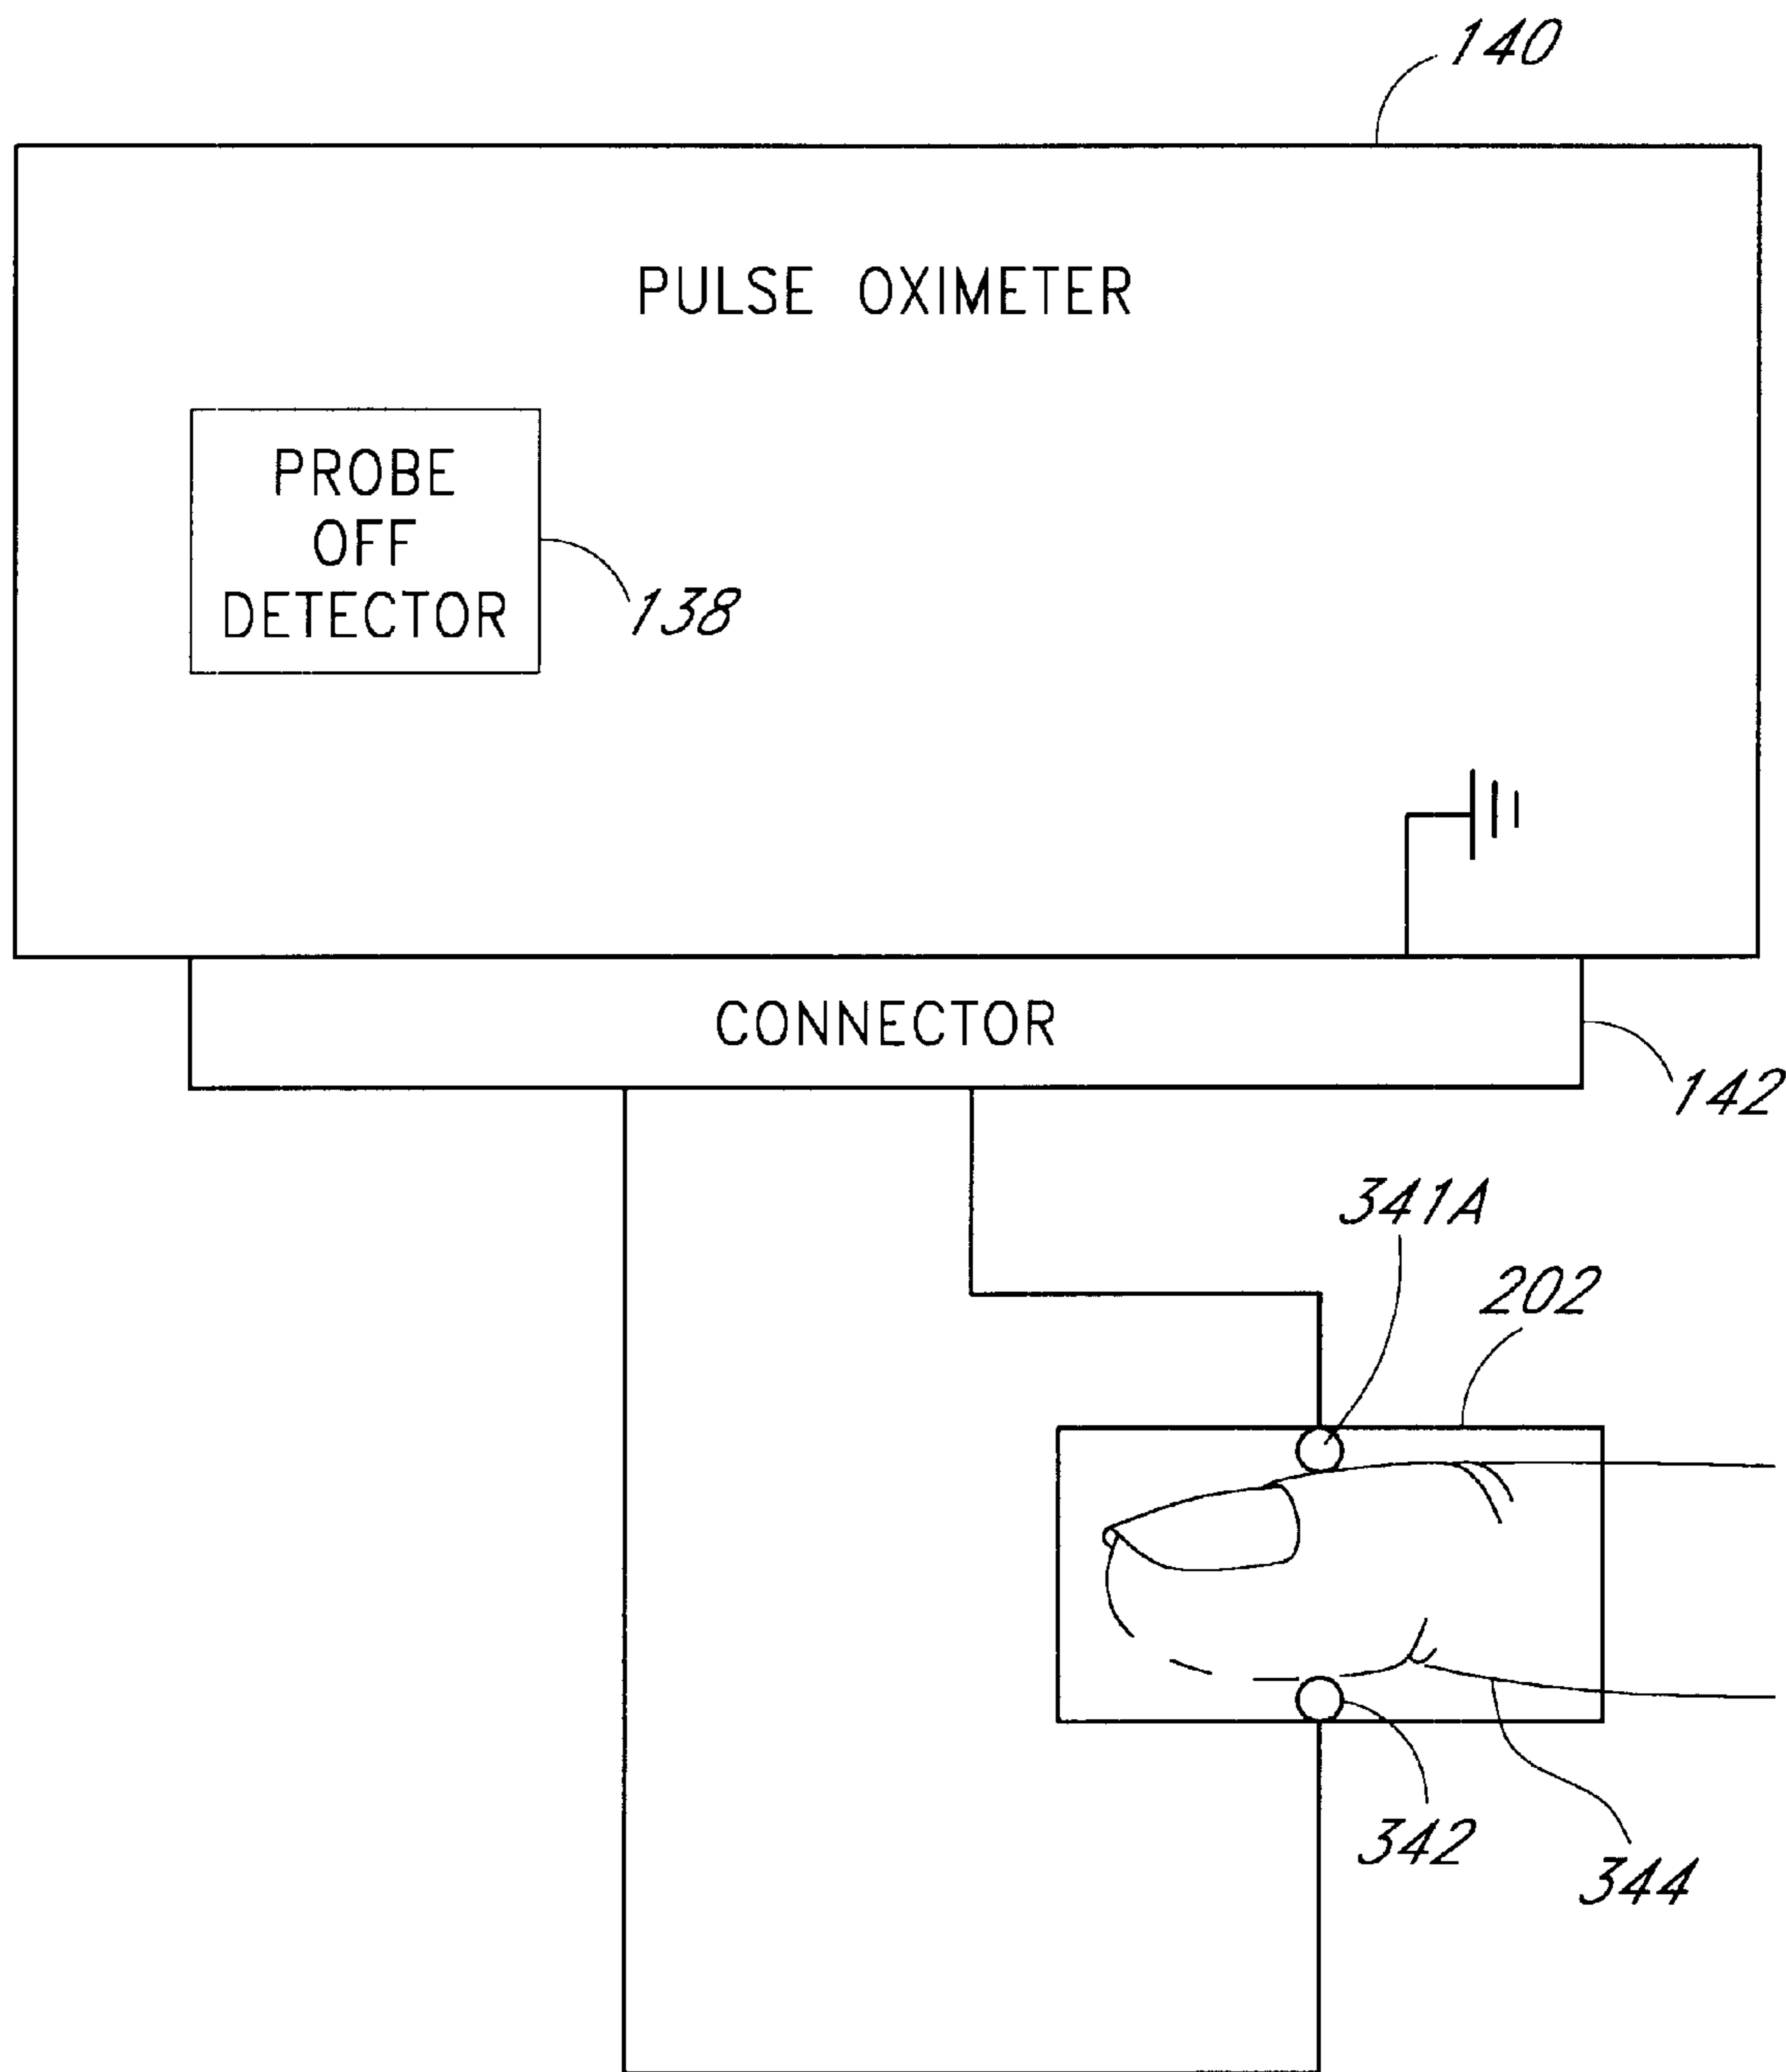 140
PULSE OXIMETER
PROBE
OFF
DETECTOR
138
CONNECTOR
142
341A
202
342
344